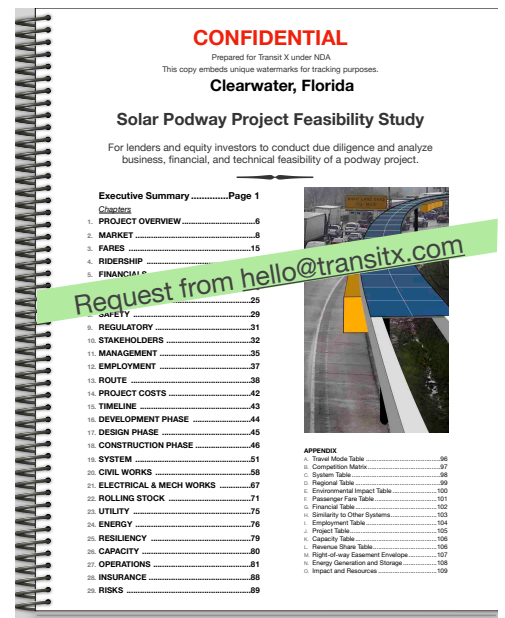 CONFIDENTIAL
Prepared for Transit X under NDA
This copy embeds unique watermarks for tracking purposes.
Clearwater, Florida
Solar Podway Project Feasibility Study
For lenders and equity investors to conduct due diligence and analyze
business, financial, and technical feasibility of a podway project.
Executive Summary .............Page 1
Chapters
1. PROJECT OVERVIEW ....................................6
2. MARKET ....................................8
3. FARES ....................................15
4. RIDERSHIP ....................................
5. FINANCIALS
Request from hello@transitx.com
25
SAFETY ....................................29
9. REGULATORY ....................................31
10. STAKEHOLDERS ....................................32
11. MANAGEMENT ....................................35
12. EMPLOYMENT ....................................37
13. ROUTE ....................................38
14. PROJECT COSTS ....................................42
15. TIMELINE ....................................43
16. DEVELOPMENT PHASE ....................................44
17. DESIGN PHASE ....................................45
18. CONSTRUCTION PHASE ....................................46
19. SYSTEM ....................................51
20. CIVIL WORKS ....................................58
21. ELECTRICAL & MECH WORKS .............67
22. ROLLING STOCK ....................................71
23. UTILITY ....................................75
24. ENERGY ....................................76
25. RESILIENCY ....................................79
26. CAPACITY ....................................80
27. OPERATIONS ....................................81
28. INSURANCE ....................................88
29. RISKS ....................................89
APPENDIX
A. Travel Mode Table ....................................96
B. Competition Matrix ....................................97
C. System Table ....................................98
D. Regional Table ....................................99
E. Environmental Impact Table ......................100
F. Passenger Fare Table ....................................101
G. Financial Table ....................................102
H. Similarity to Other Systems ......................103
I. Employment Table ....................................104
J. Project Table ....................................105
K. Capacity Table ....................................106
L. Revenue Share Table ....................................106
M. Right-of-way Easement Envelope .............107
N. Energy Generation and Storage .................108
O. Impact and Resources ....................................109